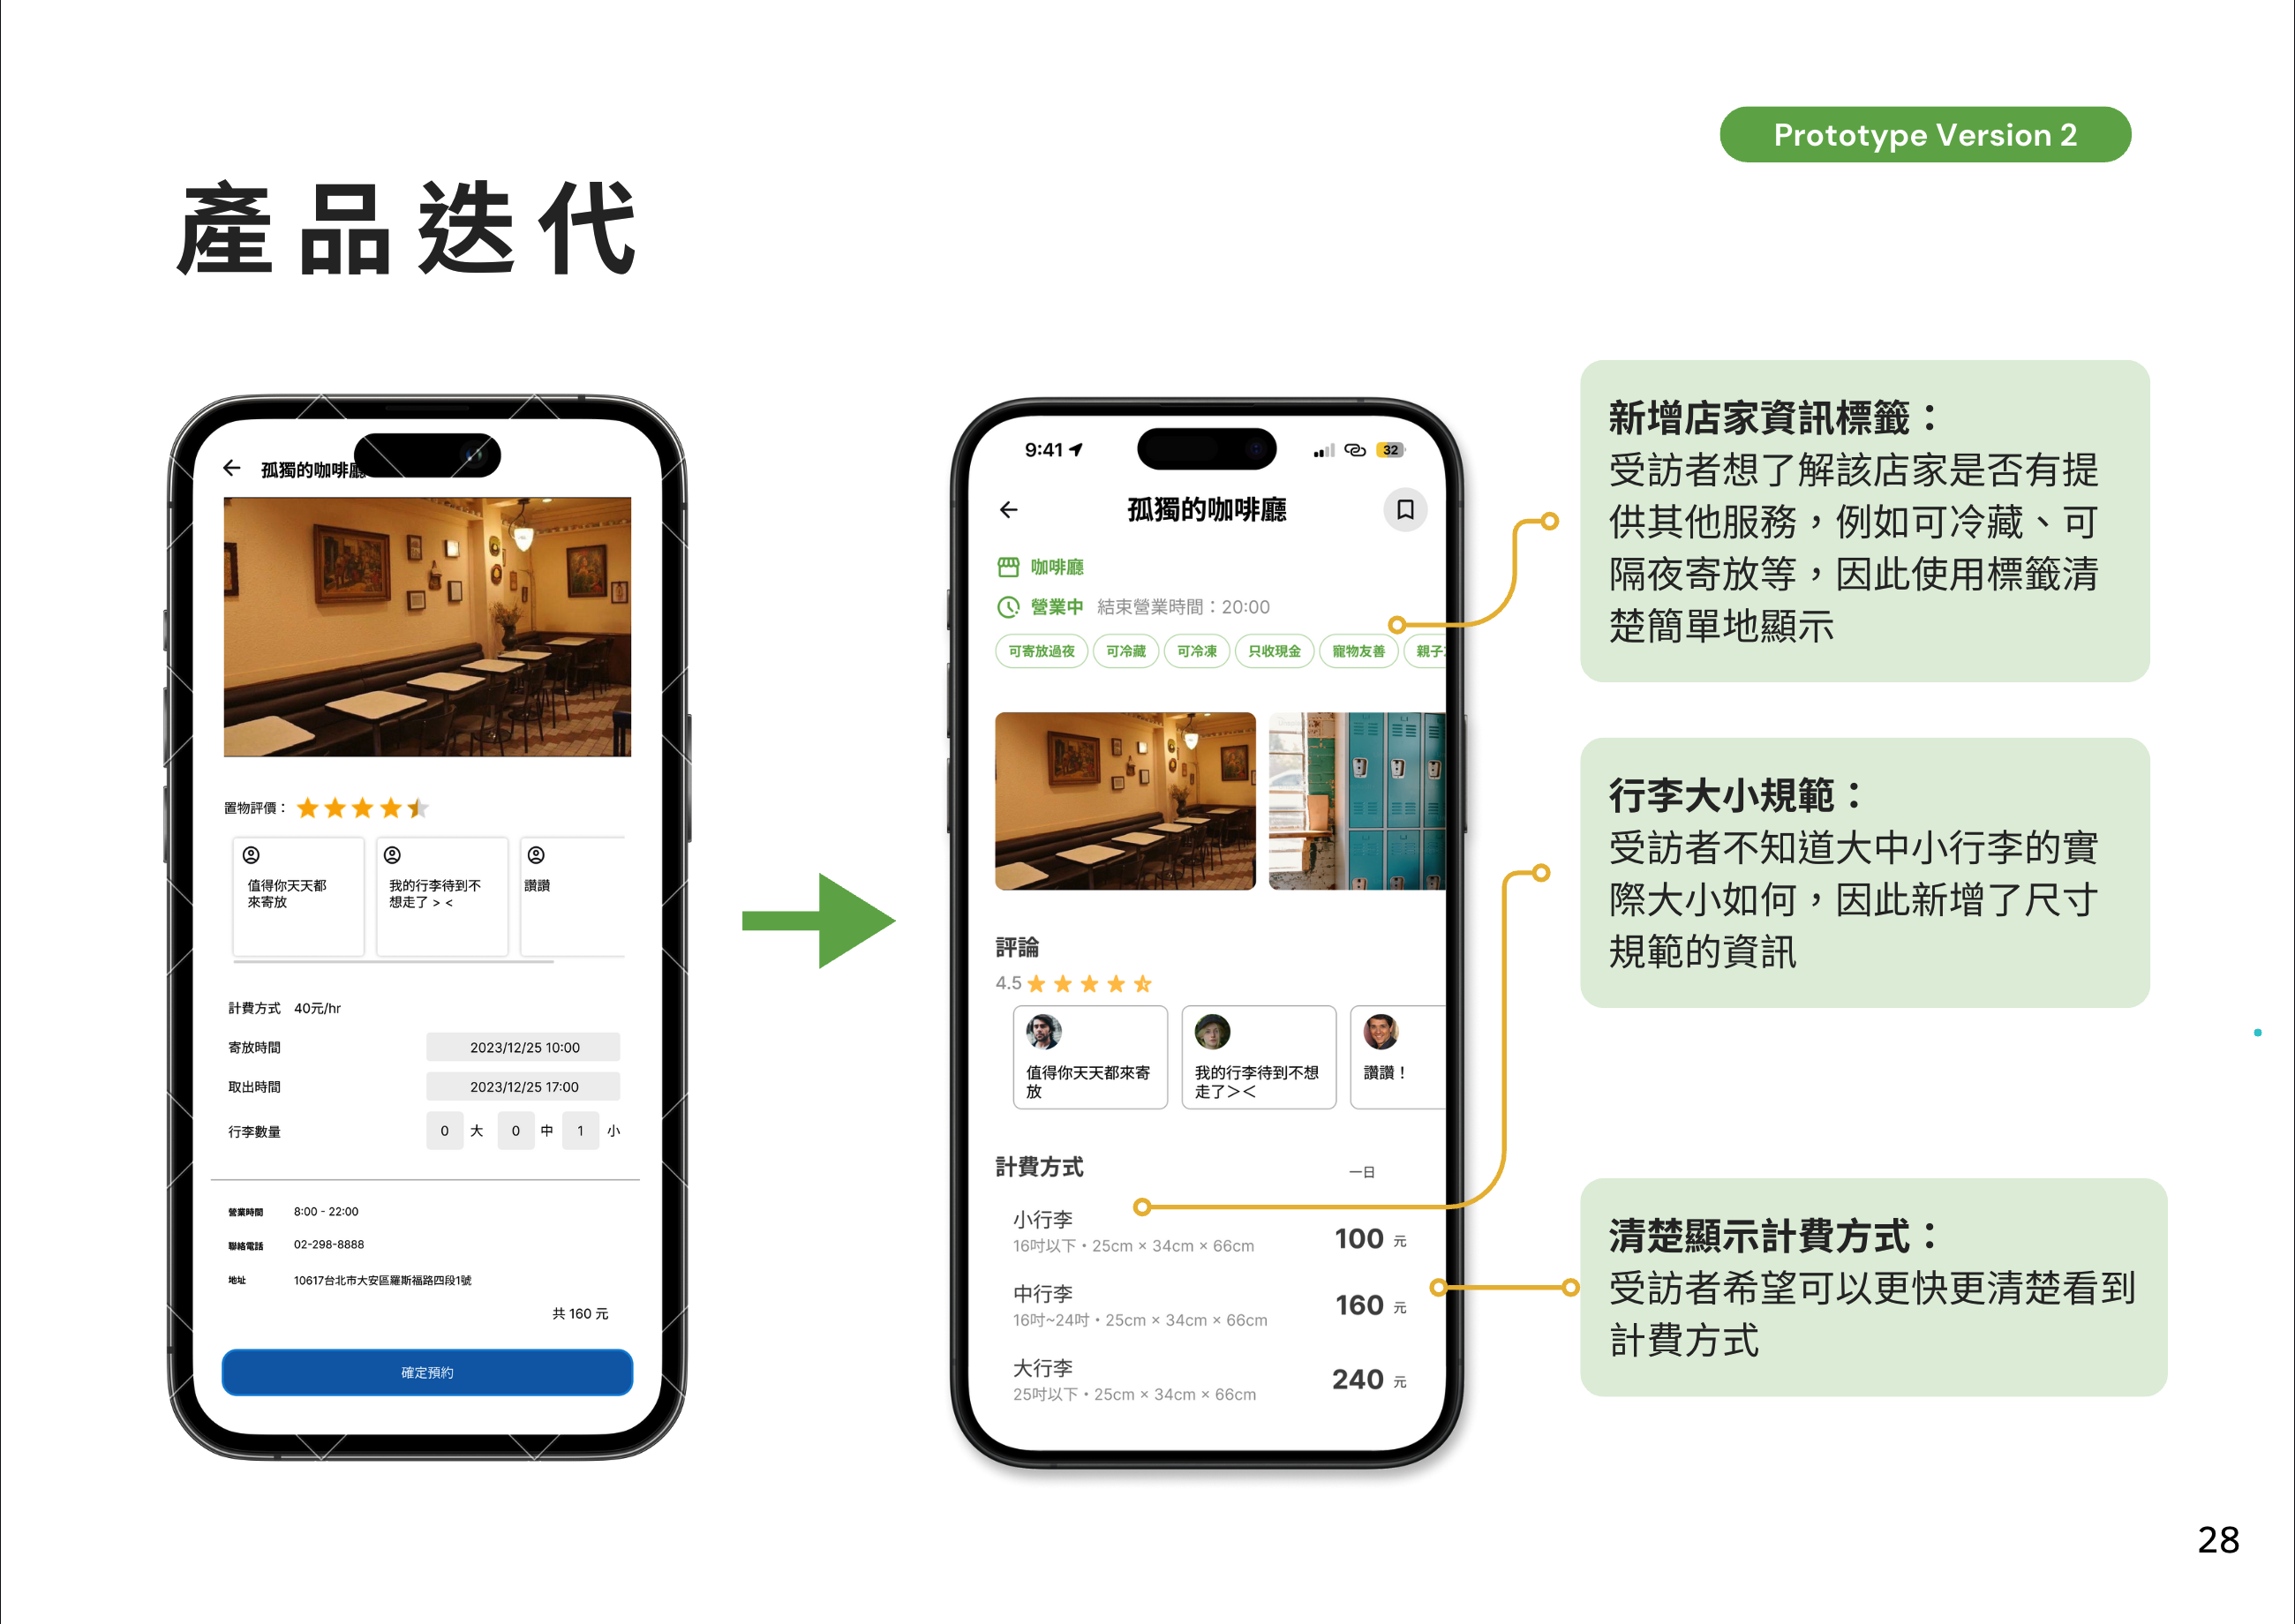 Prototype Version 2
產品迭代
孤獨的咖啡廳
置物評價：
值得你天天都
來寄放
我的行李待到不
想走了 > <
讚讚
計費方式 40元/hr
寄放時間 2023/12/25 10:00
取出時間 2023/12/25 17:00
行李數量 0 大 0 中 1 小
營業時間 8:00 - 22:00
聯絡電話 02-298-8888
地址 10617台北市大安區羅斯福路四段1號
共 160 元
確定預約
9:41
32
孤獨的咖啡廳
咖啡廳
營業中 結束營業時間：20:00
可寄放過夜 可冷藏 可冷凍 只收現金 寵物友善 親子
評論
4.5
值得你天天都來寄
放
我的行李待到不想
走了＞＜
讚讚！
計費方式 一日
小行李
16吋以下・25cm × 34cm × 66cm
100 元
中行李
16吋~24吋・25cm × 34cm × 66cm
160 元
大行李
25吋以下・25cm × 34cm × 66cm
240 元
新增店家資訊標籤：
受訪者想了解該店家是否有提
供其他服務，例如可冷藏、可
隔夜寄放等，因此使用標籤清
楚簡單地顯示
行李大小規範：
受訪者不知道大中小行李的實
際大小如何，因此新增了尺寸
規範的資訊
清楚顯示計費方式：
受訪者希望可以更快更清楚看到
計費方式
28